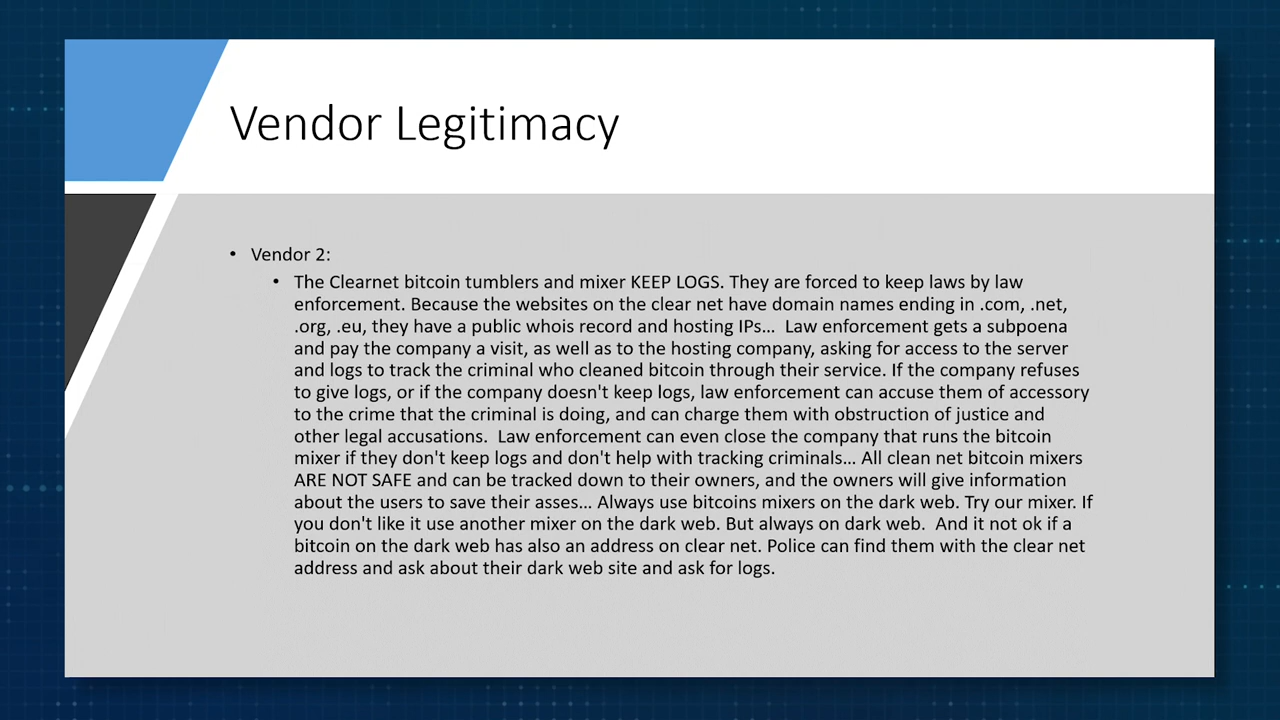 Vendor Legitimacy
• Vendor 2:
• The Clearnet bitcoin tumblers and mixer KEEP LOGS. They are forced to keep laws by law
enforcement. Because the websites on the clear net have domain names ending in .com, .net,
.org, .eu, they have a public whois record and hosting IPs... Law enforcement gets a subpoena
and pay the company a visit, as well as to the hosting company, asking for access to the server
and logs to track the criminal who cleaned bitcoin through their service. If the company refuses
to give logs, or if the company doesn't keep logs, law enforcement can accuse them of accessory
to the crime that the criminal is doing, and can charge them with obstruction of justice and
other legal accusations. Law enforcement can even close the company that runs the bitcoin
mixer if they don't keep logs and don't help with tracking criminals... All clean net bitcoin mixers
ARE NOT SAFE and can be tracked down to their owners, and the owners will give information
about the users to save their asses... Always use bitcoins mixers on the dark web. Try our mixer. If
you don't like it use another mixer on the dark web. But always on dark web. And it not ok if a
bitcoin on the dark web has also an address on clear net. Police can find them with the clear net
address and ask about their dark web site and ask for logs.